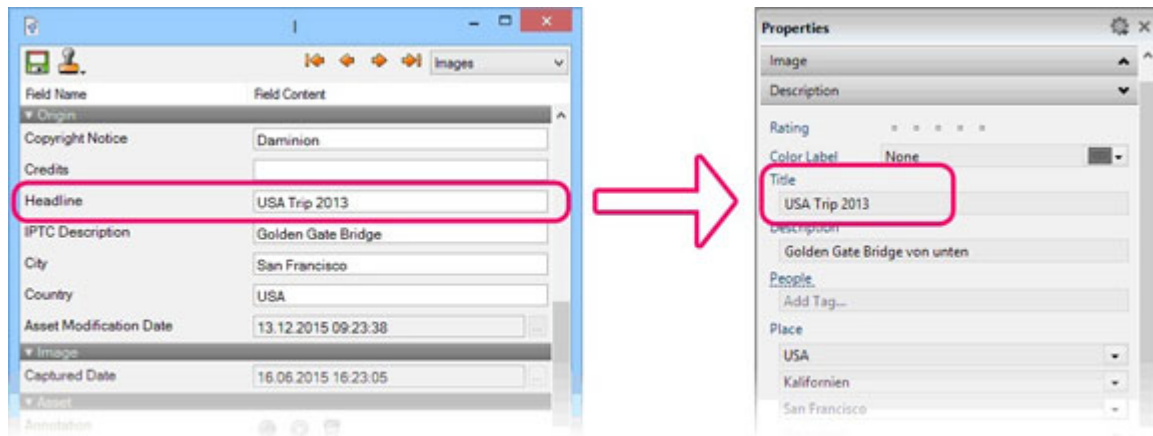 Images
Field Name Field Content
Origin
Copyright Notice Daminion
Credits
Headline USA Trip 2013
IPTC Description Golden Gate Bridge
City San Francisco
Country USA
Asset Modification Date 13.12.2015 09:23:38
Image
Captured Date 16.06.2015 16:23:05
Asset
Annotation
Properties
Image
Description
Rating
Color Label None
Title
USA Trip 2013
Description
Golden Gate Bridge von unten
People
Add Tag...
Place
USA
Kalifornien
San Francisco